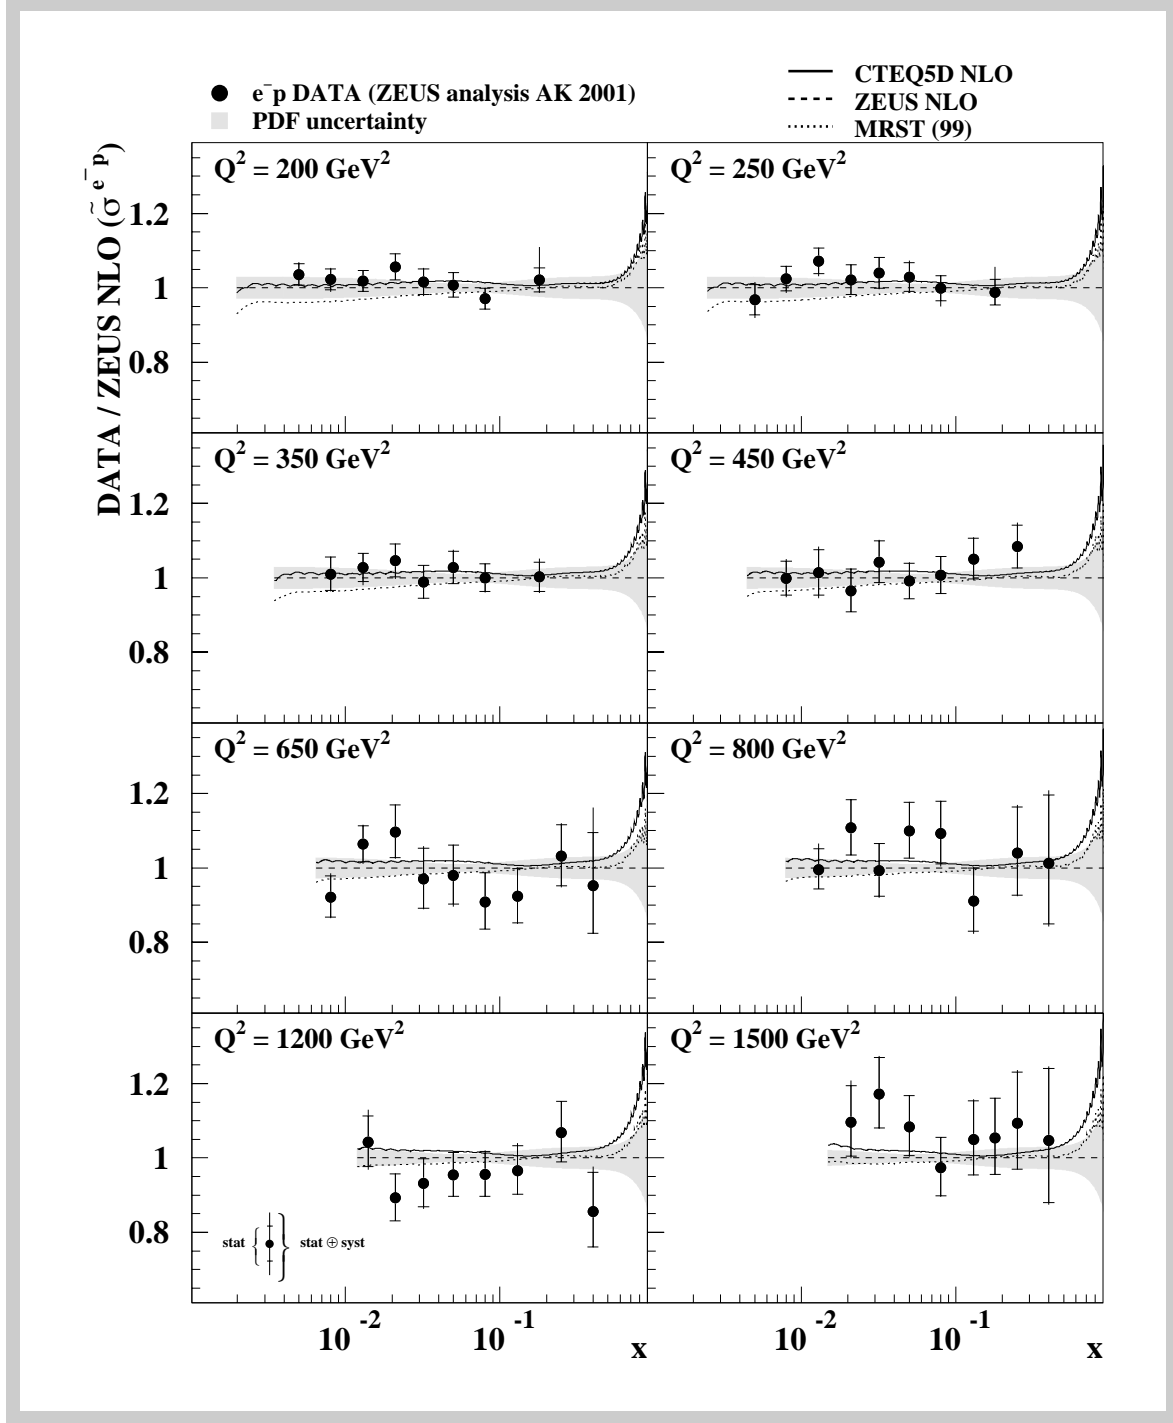 e⁻p DATA (ZEUS analysis AK 2001)
PDF uncertainty
CTEQ5D NLO
ZEUS NLO
MRST (99)
DATA / ZEUS NLO (σ̃ᵉ⁻ᵖ)
Q² = 200 GeV²
Q² = 250 GeV²
1.2
1
0.8
Q² = 350 GeV²
Q² = 450 GeV²
1.2
1
0.8
Q² = 650 GeV²
Q² = 800 GeV²
1.2
1
0.8
Q² = 1200 GeV²
Q² = 1500 GeV²
1.2
1
0.8
stat { } stat ⊕ syst
10⁻² 10⁻¹ x
10⁻² 10⁻¹ x